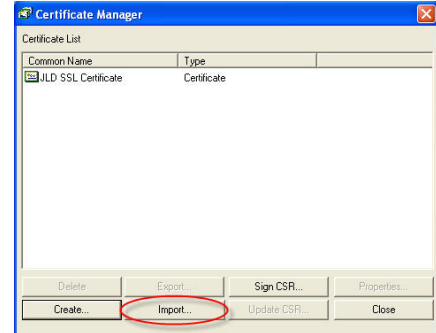 Certificate Manager
Certificate List
Common Name Type
JLD SSL Certificate Certificate
Delete Export... Sign CSR... Properties...
Create... Import... Update CSR... Close